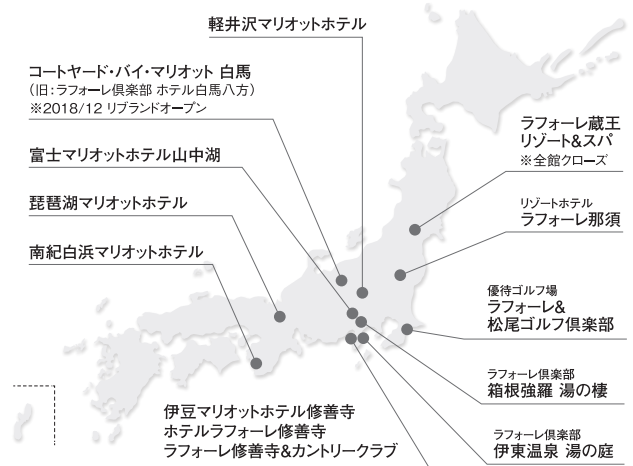 軽井沢マリオットホテル
コートヤード・バイ・マリオット 白馬
（旧：ラフォーレ倶楽部 ホテル白馬八方）
※2018/12 リブランドオープン
富士マリオットホテル山中湖
琵琶湖マリオットホテル
南紀白浜マリオットホテル
ラフォーレ蔵王
リゾート&スパ
※全館クローズ
リゾートホテル
ラフォーレ那須
優待ゴルフ場
ラフォーレ&
松尾ゴルフ倶楽部
ラフォーレ倶楽部
箱根強羅 湯の棲
ラフォーレ倶楽部
伊東温泉 湯の庭
伊豆マリオットホテル修善寺
ホテルラフォーレ修善寺
ラフォーレ修善寺&カントリークラブ